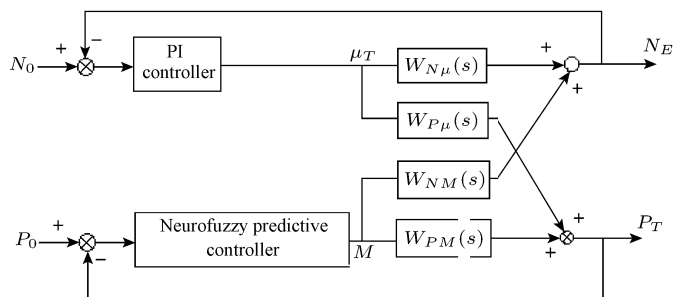 − + N_E
PI
controller
N_0 + μ_T W_{Nμ}(s) +
+
W_{Pμ}(s)
W_{NM}(s)
P_0 + Neurofuzzy predictive
controller
+ P_T
M W_{PM}(s) +
−